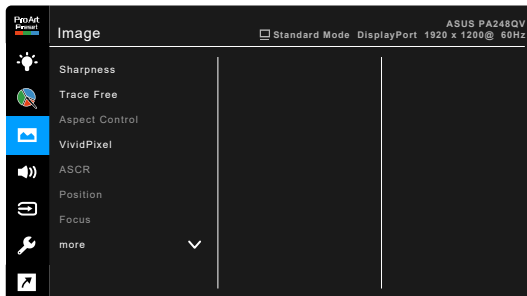 ProArt
Preset
Image
ASUS PA248QV
Standard Mode DisplayPort 1920 x 1200@ 60Hz
Sharpness
Trace Free
Aspect Control
VividPixel
ASCR
Position
Focus
more